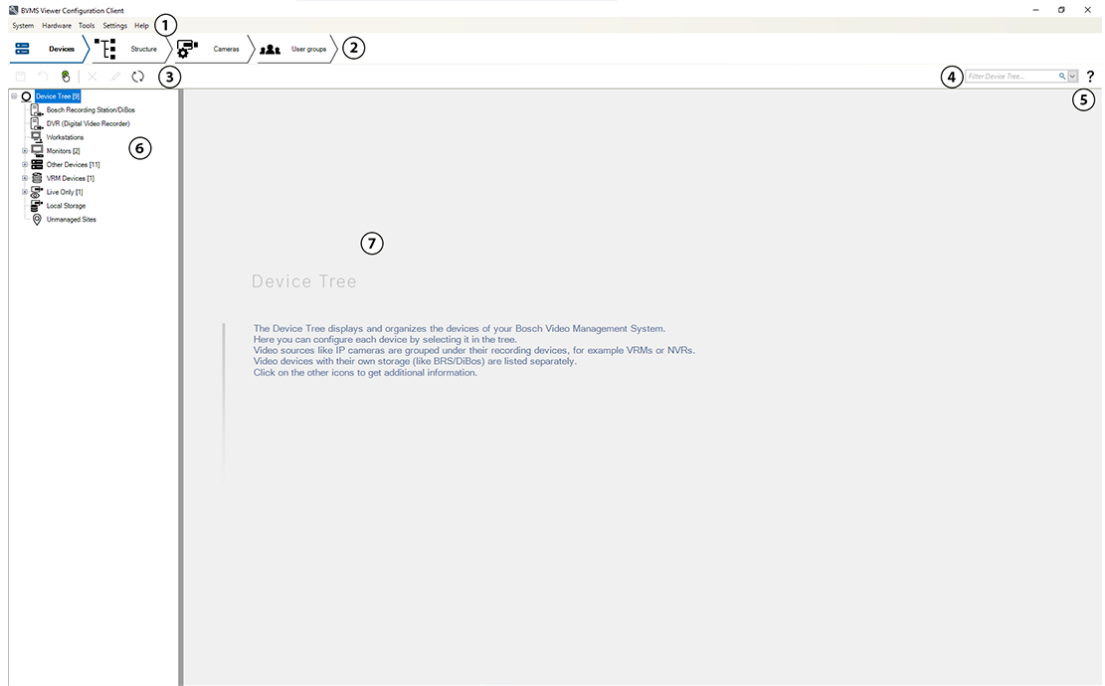 BVMS Viewer Configuration Client
System Hardware Tools Settings Help 1
Devices Structure Cameras User groups 2
3 4 Filter Device Tree... ?
5
Device Tree [9]
Bosch Recording Station/DiBos
DVR (Digital Video Recorder)
Workstations
6
Monitors [2]
Other Devices [11]
VRM Devices [1]
Live Only [1]
Local Storage
Unmanaged Sites
7
Device Tree
The Device Tree displays and organizes the devices of your Bosch Video Management System.
Here you can configure each device by selecting it in the tree.
Video sources like IP cameras are grouped under their recording devices, for example VRMs or NVRs.
Video devices with their own storage (like BRS/DiBos) are listed separately.
Click on the other icons to get additional information.